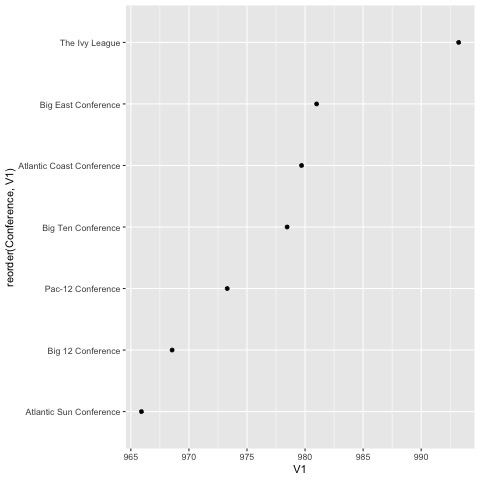 The Ivy League
Big East Conference
Atlantic Coast Conference
Big Ten Conference
Pac-12 Conference
Big 12 Conference
Atlantic Sun Conference
reorder(Conference, V1)
965 970 975 980 985 990
V1